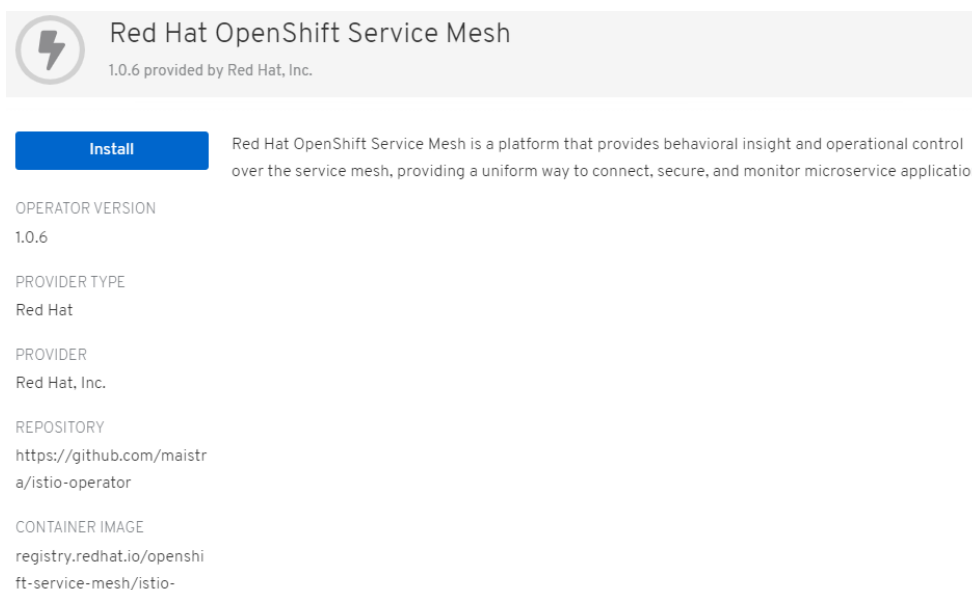 Red Hat OpenShift Service Mesh
1.0.6 provided by Red Hat, Inc.
Install
Red Hat OpenShift Service Mesh is a platform that provides behavioral insight and operational control
over the service mesh, providing a uniform way to connect, secure, and monitor microservice applicatio
OPERATOR VERSION
1.0.6
PROVIDER TYPE
Red Hat
PROVIDER
Red Hat, Inc.
REPOSITORY
https://github.com/maistr
a/istio-operator
CONTAINER IMAGE
registry.redhat.io/openshi
ft-service-mesh/istio-